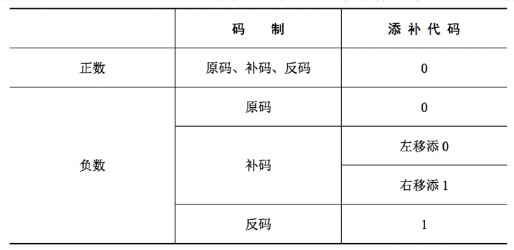 码 制 添 补 代 码
正数 原码、补码、反码 0
原码 0
负数 补码 左移添 0
右移添 1
反码 1